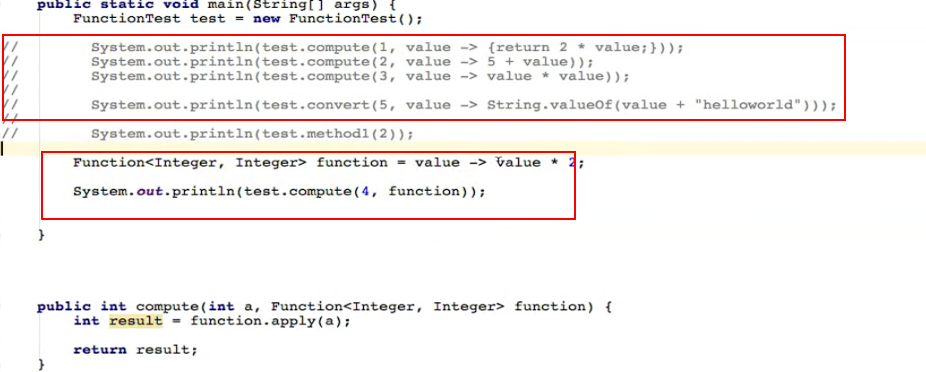 public static void main(String[] args) {
FunctionTest test = new FunctionTest();
// System.out.println(test.compute(1, value -> {return 2 * value;}));
// System.out.println(test.compute(2, value -> 5 + value));
// System.out.println(test.compute(3, value -> value * value));
//
// System.out.println(test.convert(5, value -> String.valueOf(value + "helloworld")));
//
// System.out.println(test.method1(2));
Function<Integer, Integer> function = value -> value * 2;
System.out.println(test.compute(4, function));
}
public int compute(int a, Function<Integer, Integer> function) {
int result = function.apply(a);
return result;
}